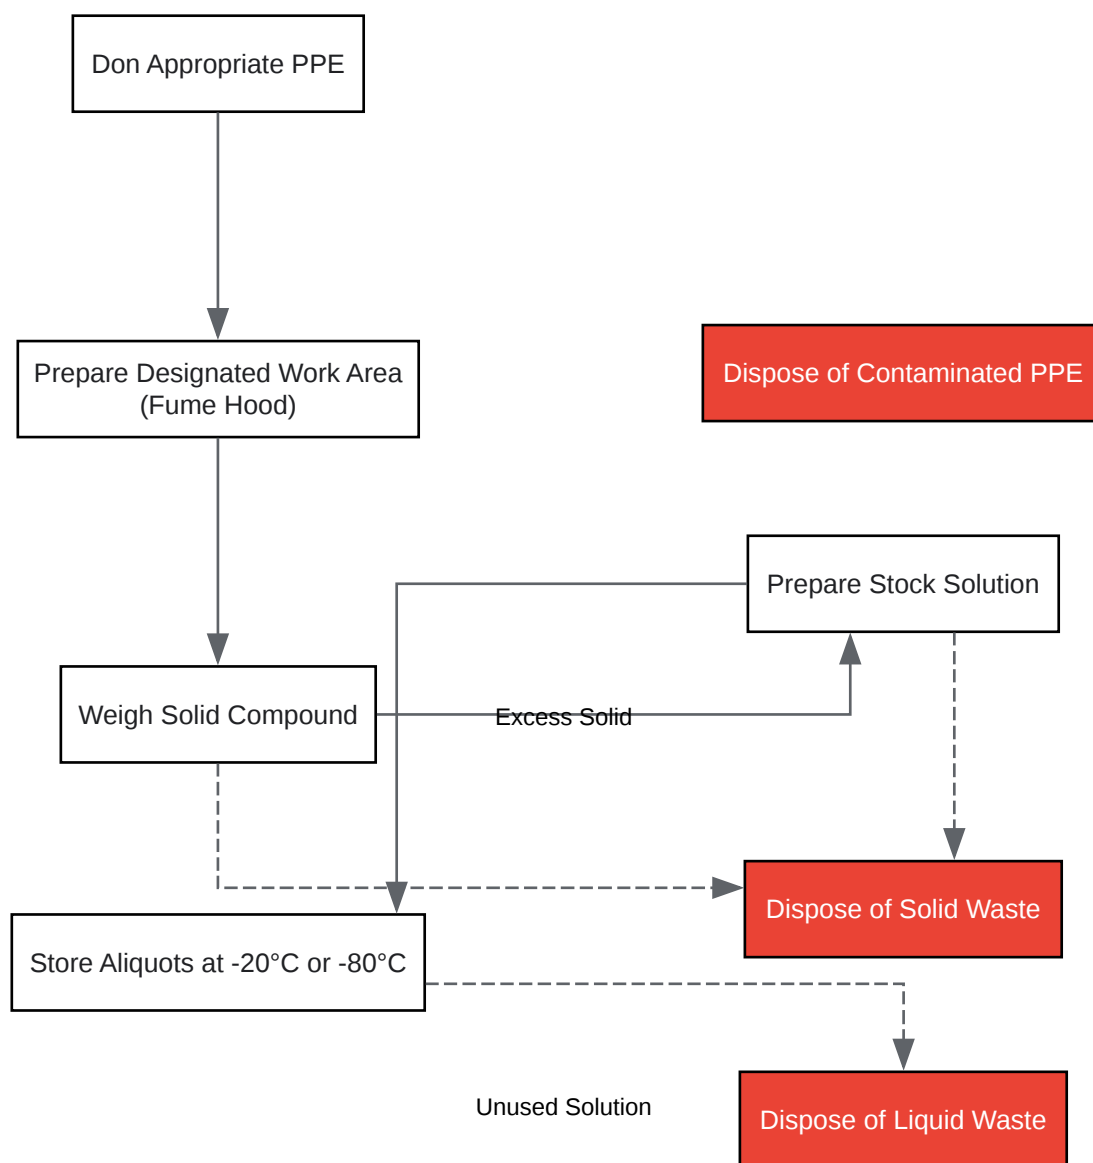 Don Appropriate PPE
Prepare Designated Work Area
(Fume Hood)
Dispose of Contaminated PPE
Prepare Stock Solution
Weigh Solid Compound
Excess Solid
Dispose of Solid Waste
Store Aliquots at -20°C or -80°C
Unused Solution
Dispose of Liquid Waste